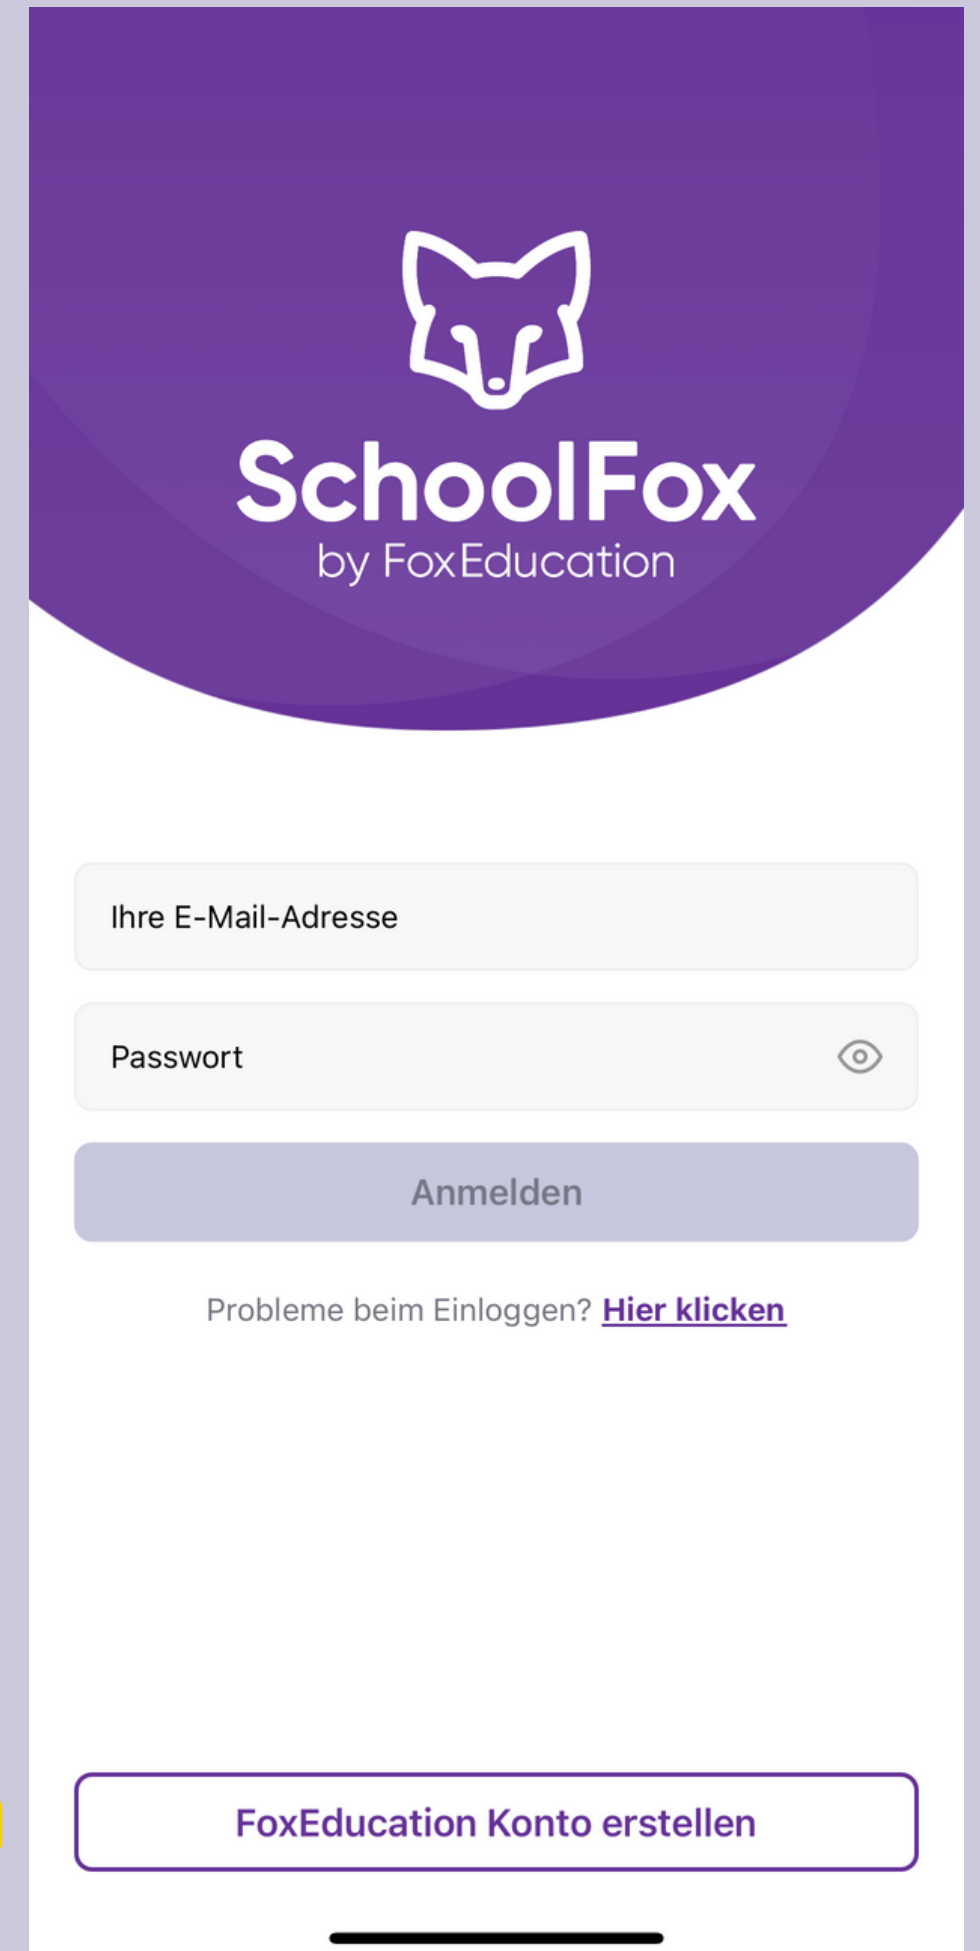 SchoolFox
by FoxEducation
Ihre E-Mail-Adresse
Passwort
Anmelden
Probleme beim Einloggen? Hier klicken
FoxEducation Konto erstellen